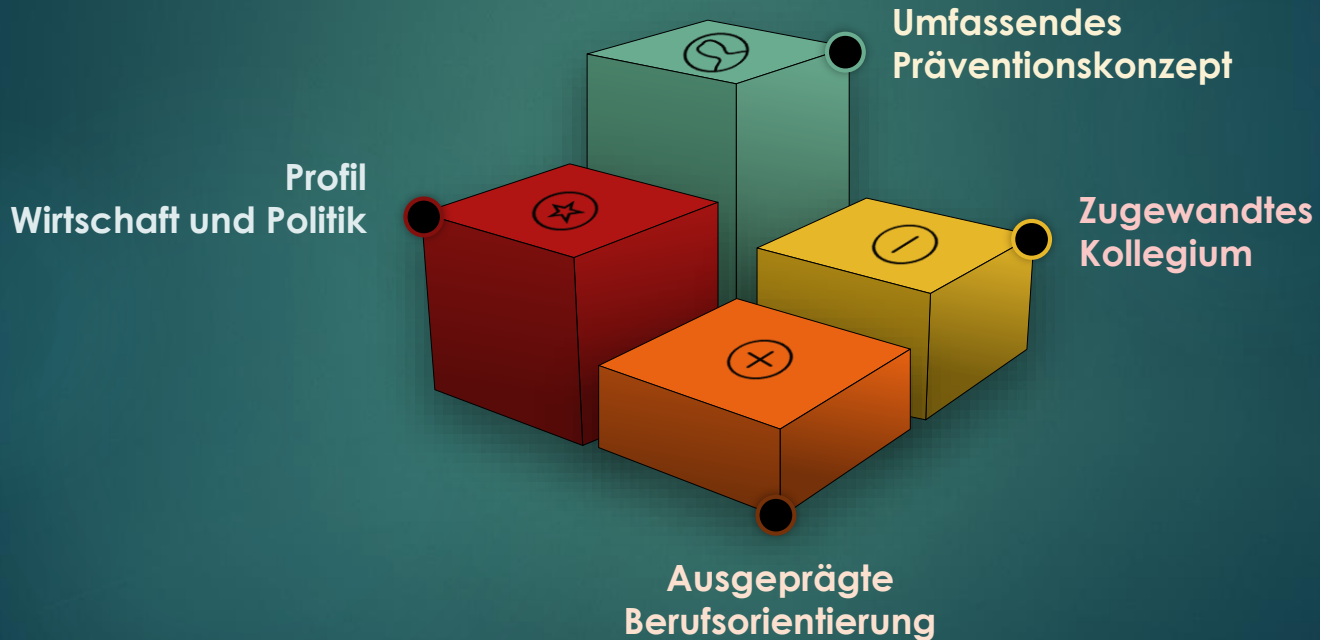 Umfassendes
Präventionskonzept
Profil
Wirtschaft und Politik
Zugewandtes
Kollegium
Ausgeprägte
Berufsorientierung